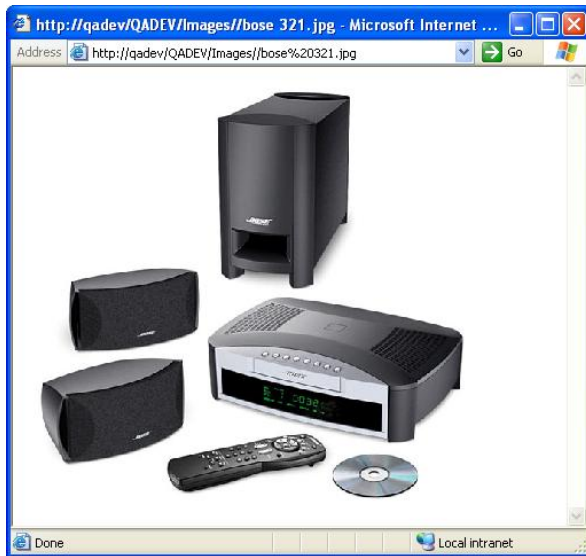 http://qadev/QADEV/Images//bose 321.jpg - Microsoft Internet ...
Address http://qadev/QADEV/Images//bose%20321.jpg Go
BOSE
BOSE
BOSE
Done Local intranet